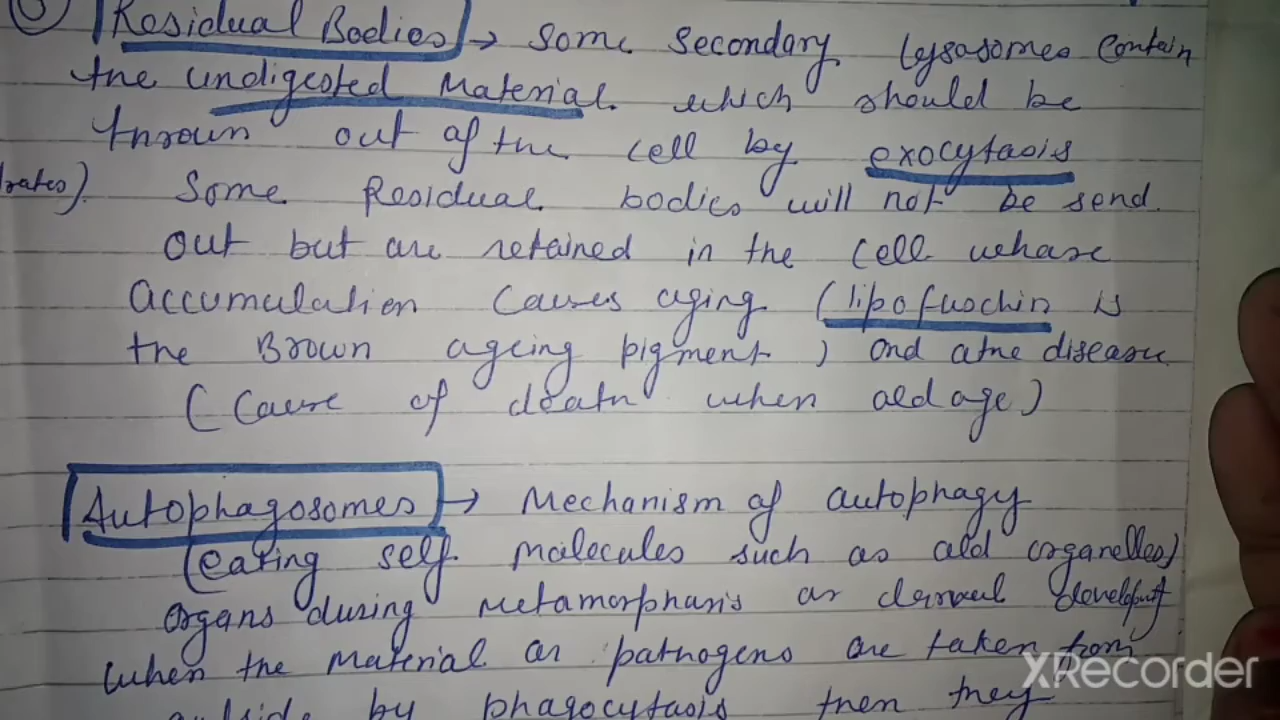 Residual Bodies → Some Secondary lysosomes contain
the undigested Material. which should be
thrown out of the cell by exocytosis
rates). Some Residual bodies will not be send
out but are retained in the cell whose
Accumulation causes aging (lipofuschin is
the Brown ageing pigment) and disease
(Cause of death when old age)
Autophagosomes → Mechanism of autophagy
(eating self molecules such as old organelles)
organs during metamorphosis or
when the material or pathogens are taken from
by phagocytosis then they
XRecorder